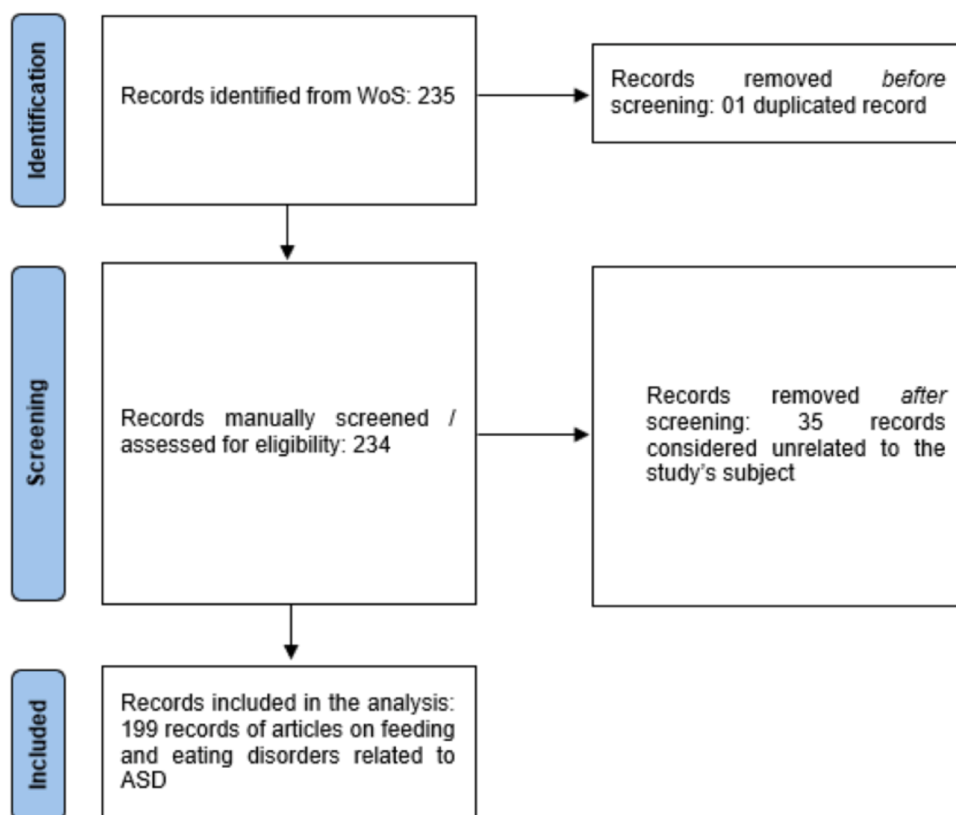 Identification
Records identified from WoS: 235
Records removed before
screening: 01 duplicated record
Screening
Records manually screened /
assessed for eligibility: 234
Records removed after
screening: 35 records
considered unrelated to the
study's subject
Included
Records included in the analysis:
199 records of articles on feeding
and eating disorders related to
ASD